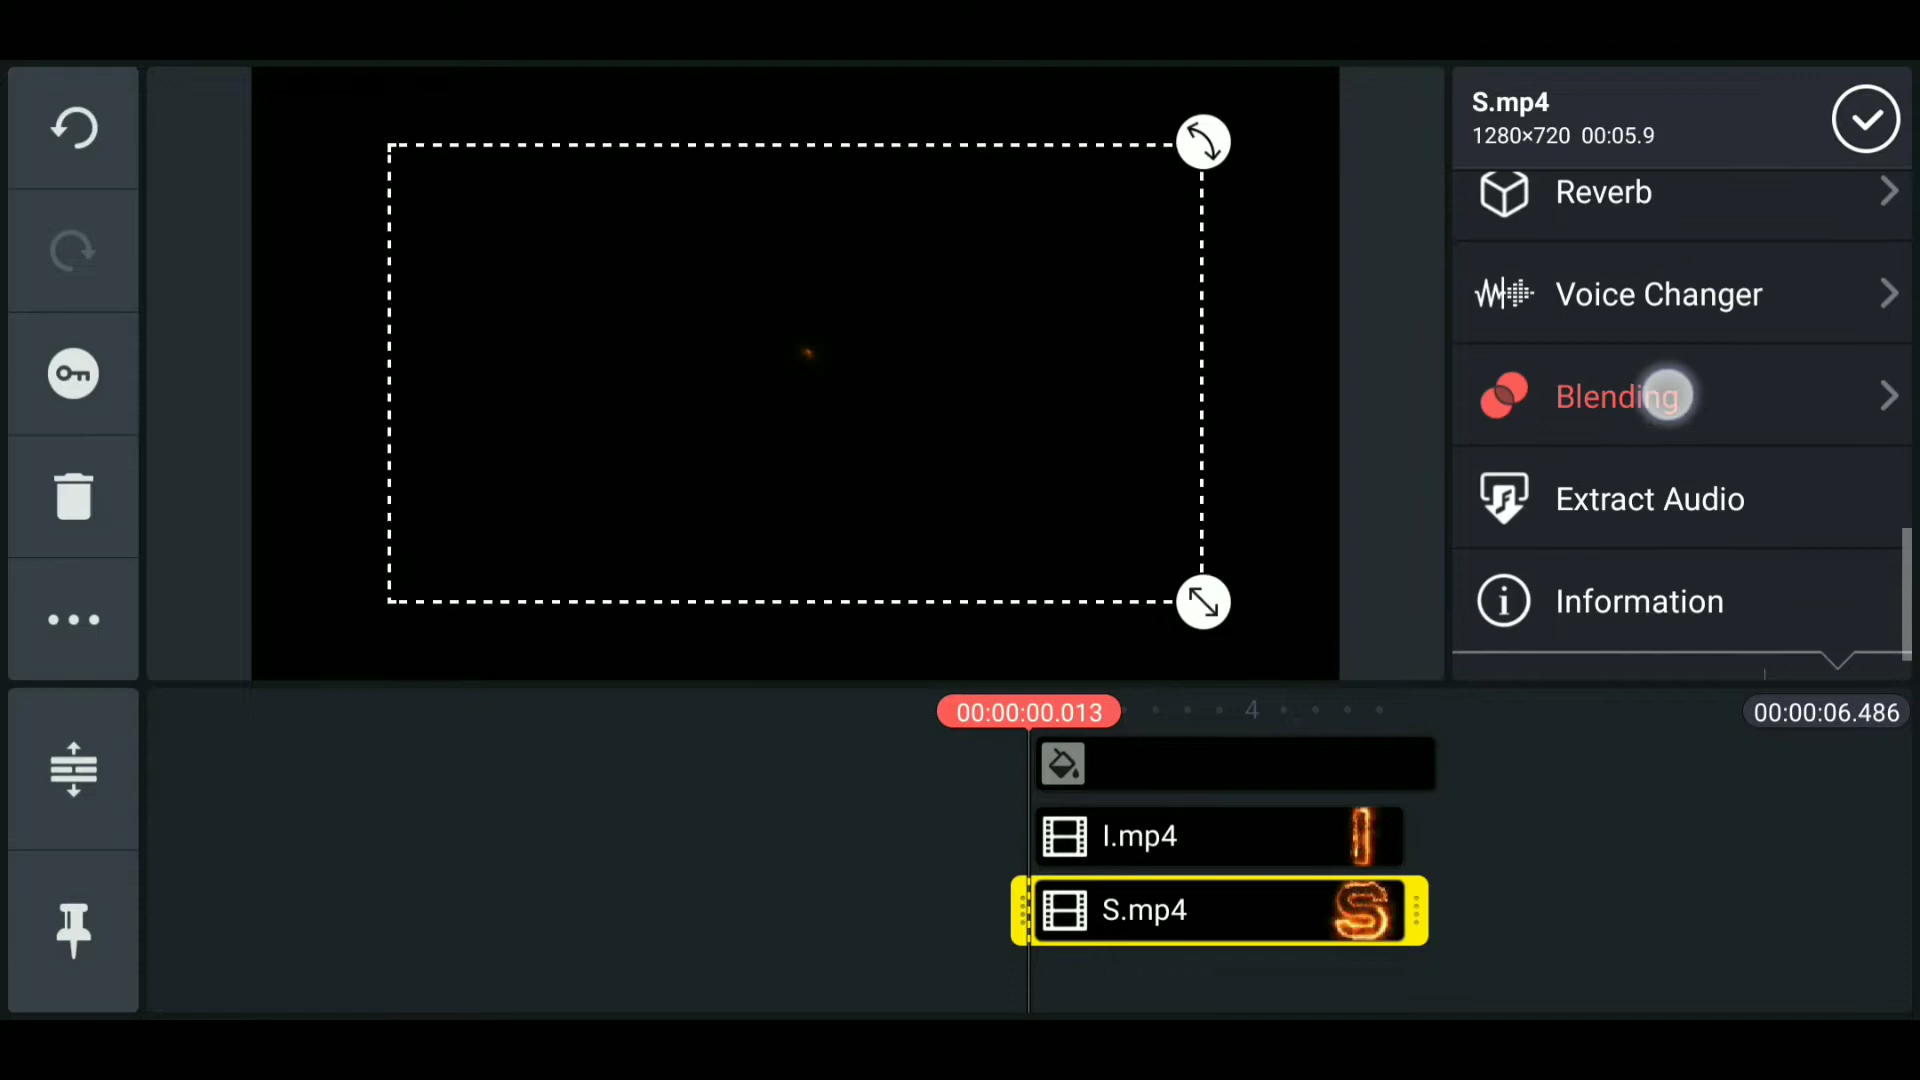 S.mp4
1280×720 00:05.9
Reverb
Voice Changer
Blending
Extract Audio
Information
00:00:00.013
4
00:00:06.486
I.mp4
I
S.mp4
S